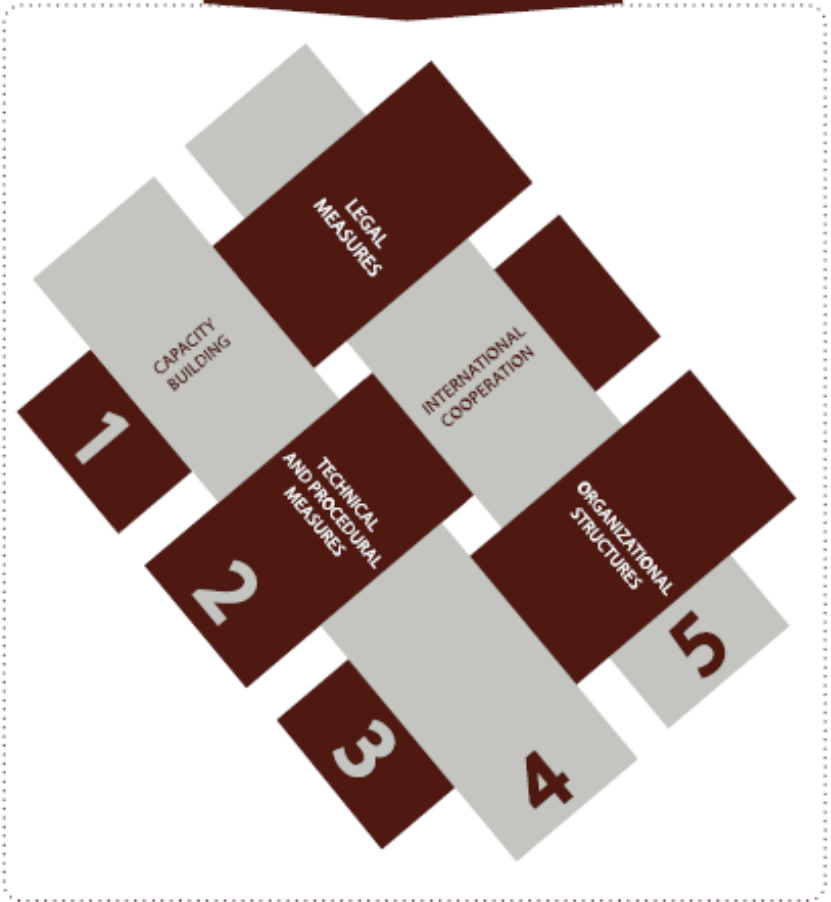 LEGAL
MEASURES
CAPACITY
BUILDING
INTERNATIONAL
COOPERATION
1
TECHNICAL
AND PROCEDURAL
MEASURES
2
ORGANIZATIONAL
STRUCTURES
5
3
4